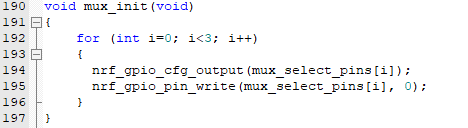 190 void mux_init(void)
191 {
192 for (int i=0; i<3; i++)
193 {
194 nrf_gpio_cfg_output(mux_select_pins[i]);
195 nrf_gpio_pin_write(mux_select_pins[i], 0);
196 }
197 }